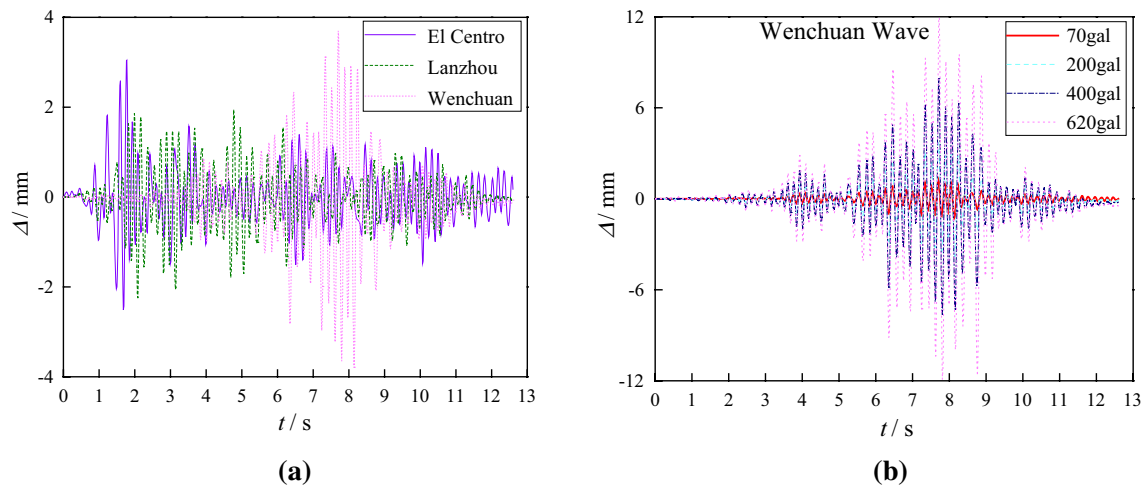 4
2
0
-2
-4
Δ/ mm
0 1 2 3 4 5 6 7 8 9 10 11 12 13
t / s
El Centro
Lanzhou
Wenchuan
(a)
12
6
0
-6
-12
Δ/ mm
0 1 2 3 4 5 6 7 8 9 10 11 12 13
t / s
Wenchuan Wave
70gal
200gal
400gal
620gal
(b)